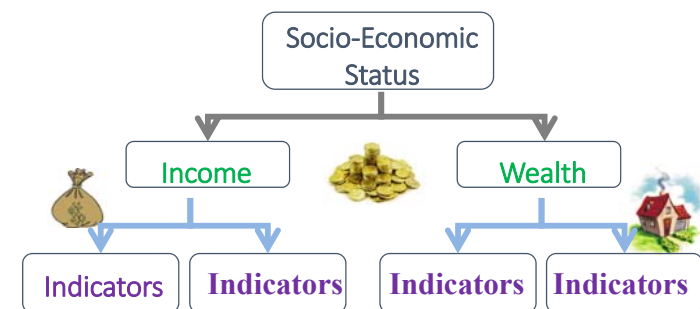 Socio-Economic
Status
Income
Wealth
Indicators
Indicators
Indicators
Indicators